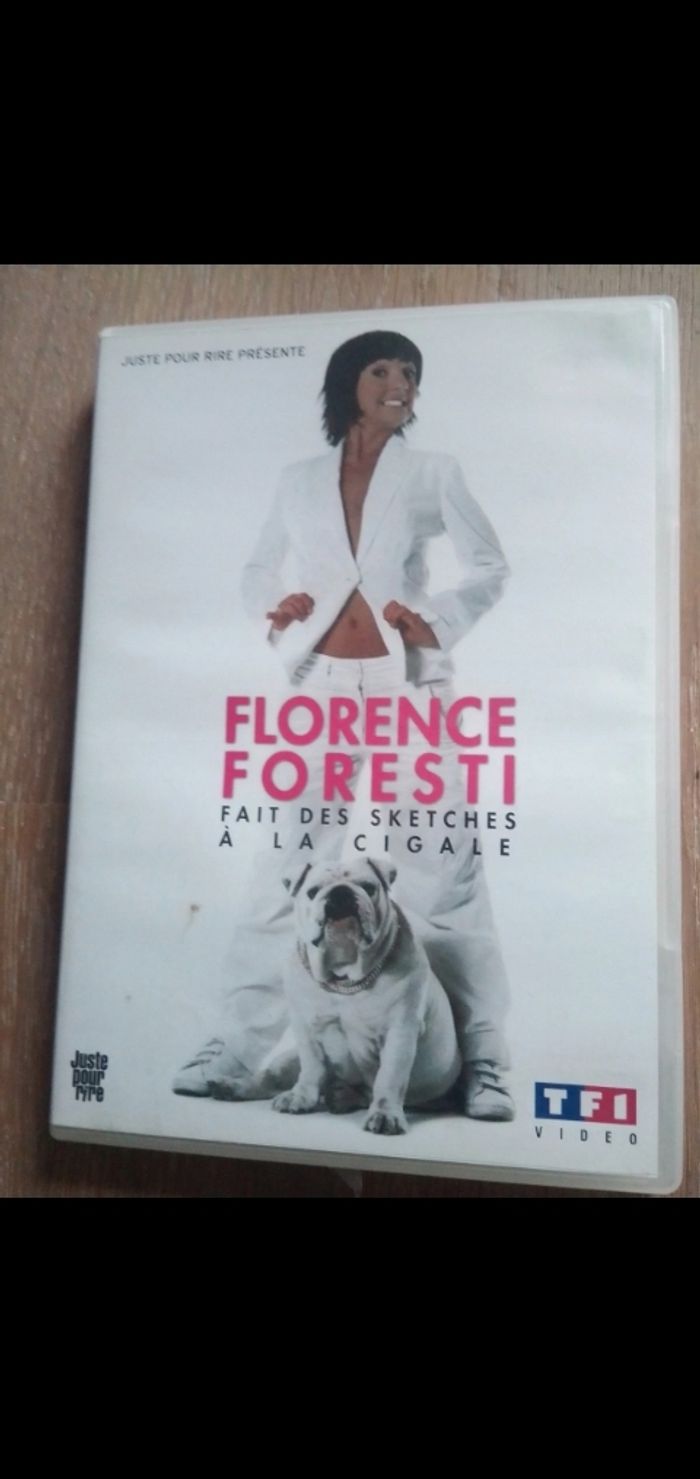 JUSTE POUR RIRE PRÉSENTE
FLORENCE
FORESTI
FAIT DES SKETCHES
À LA CIGALE
Juste
pour
rire
TF1
VIDEO